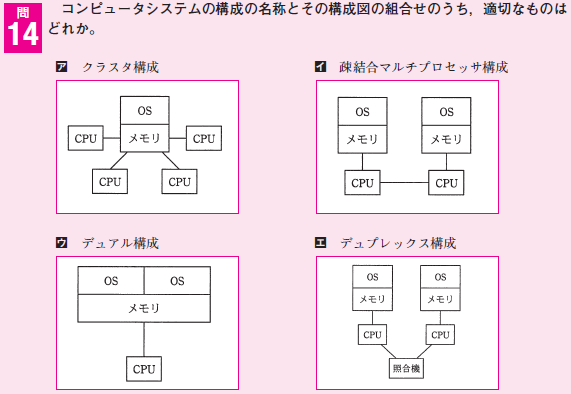 問
14
コンピュータシステムの構成の名称とその構成図の組合せのうち，適切なものは
どれか。
ア クラスタ構成
OS
メモリ
CPU
CPU
CPU
CPU
イ 疎結合マルチプロセッサ構成
OS
OS
メモリ
メモリ
CPU
CPU
ウ デュアル構成
OS
OS
メモリ
CPU
エ デュプレックス構成
OS
OS
メモリ
メモリ
CPU
CPU
照合機